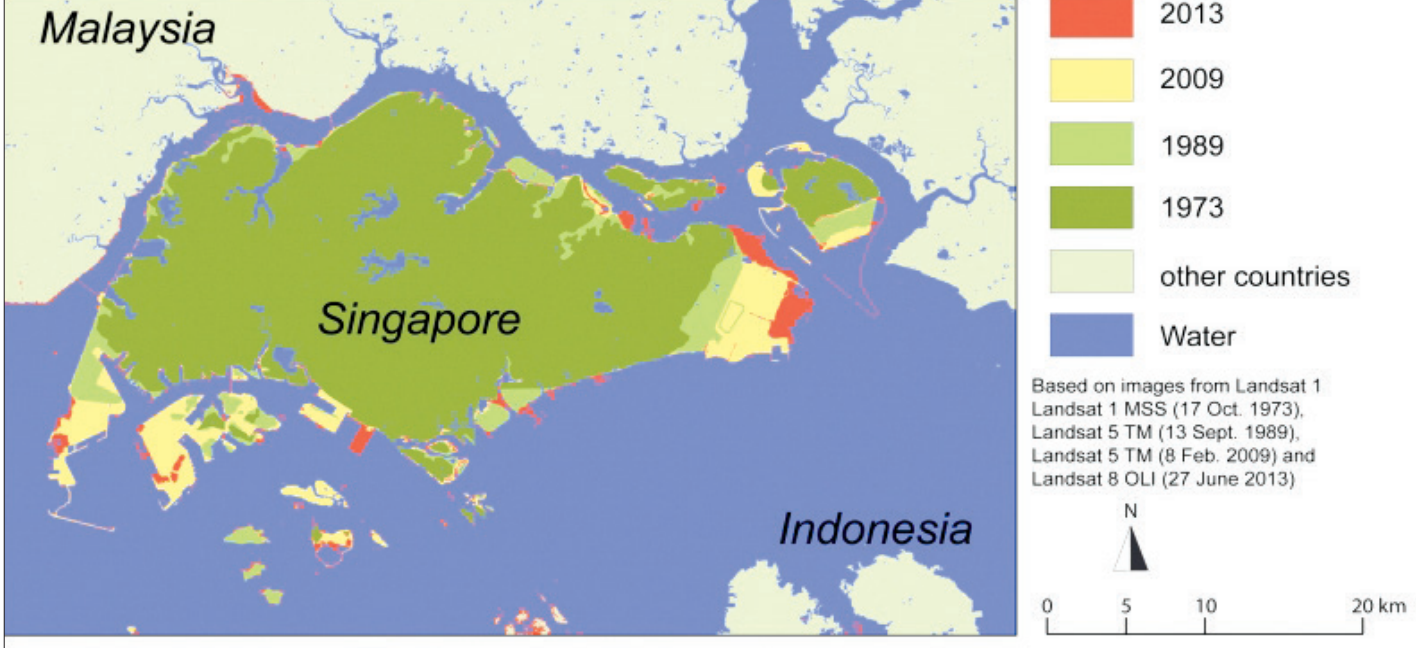 Malaysia
Singapore
Indonesia
2013
2009
1989
1973
other countries
Water
Based on images from Landsat 1
Landsat 1 MSS (17 Oct. 1973),
Landsat 5 TM (13 Sept. 1989),
Landsat 5 TM (8 Feb. 2009) and
Landsat 8 OLI (27 June 2013)
N
0 5 10 20 km